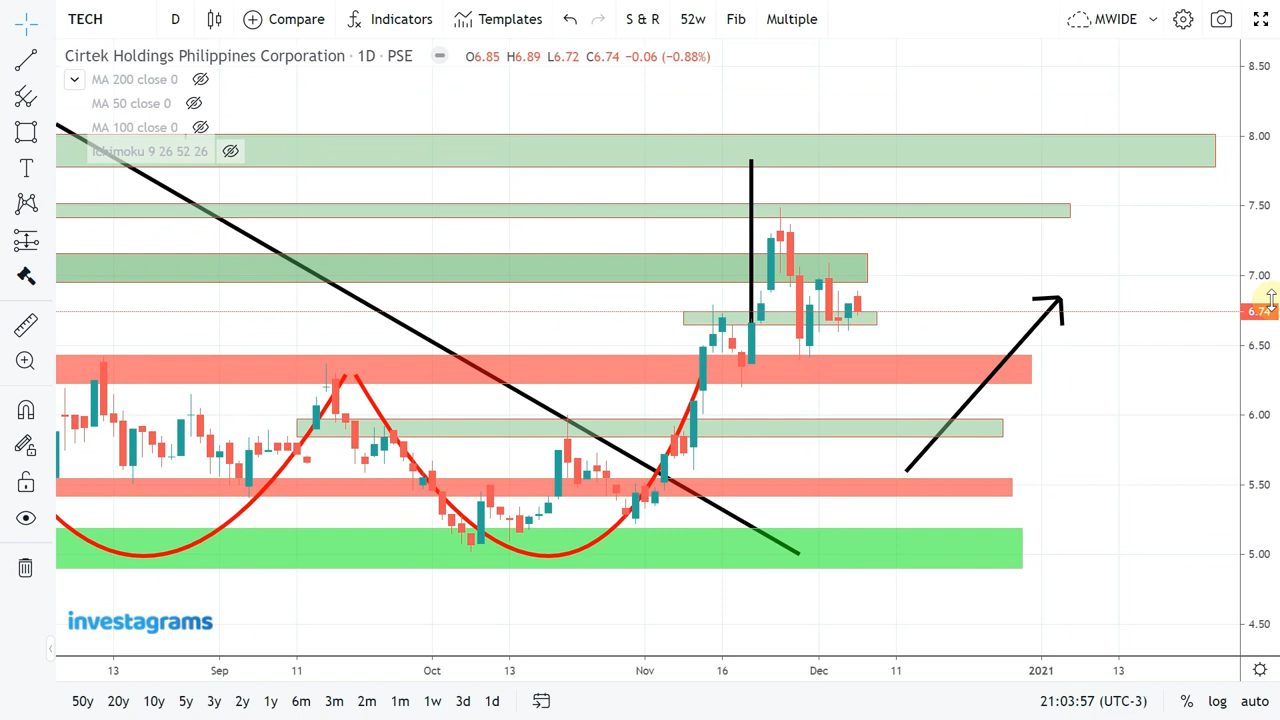 TECH D Compare Indicators Templates S & R 52w Fib Multiple MWIDE
Cirtek Holdings Philippines Corporation · 1D · PSE O6.85 H6.89 L6.72 C6.74 −0.06 (−0.88%)
MA 200 close 0
MA 50 close 0
MA 100 close 0
Ichimoku 9 26 52 26
8.50
8.00
7.50
7.00
6.74
6.50
6.00
5.50
5.00
4.50
investagrams
13 Sep 11 Oct 13 Nov 16 Dec 11 2021 13
50y 20y 10y 5y 3y 2y 1y 6m 3m 2m 1m 1w 3d 1d 21:03:57 (UTC-3) % log auto